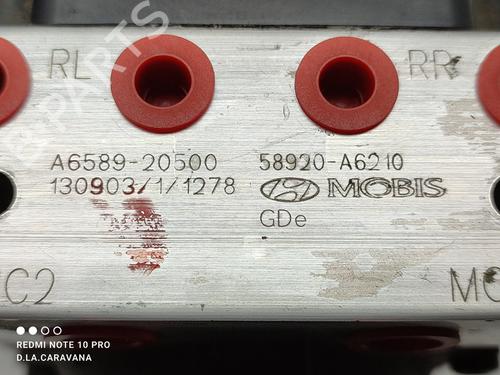 RL
RR
A6589-20500
58920-A6210
130903/1/1278
MOBIS
GDe
C2
MC
REDMI NOTE 10 PRO
D.LA.CARAVANA